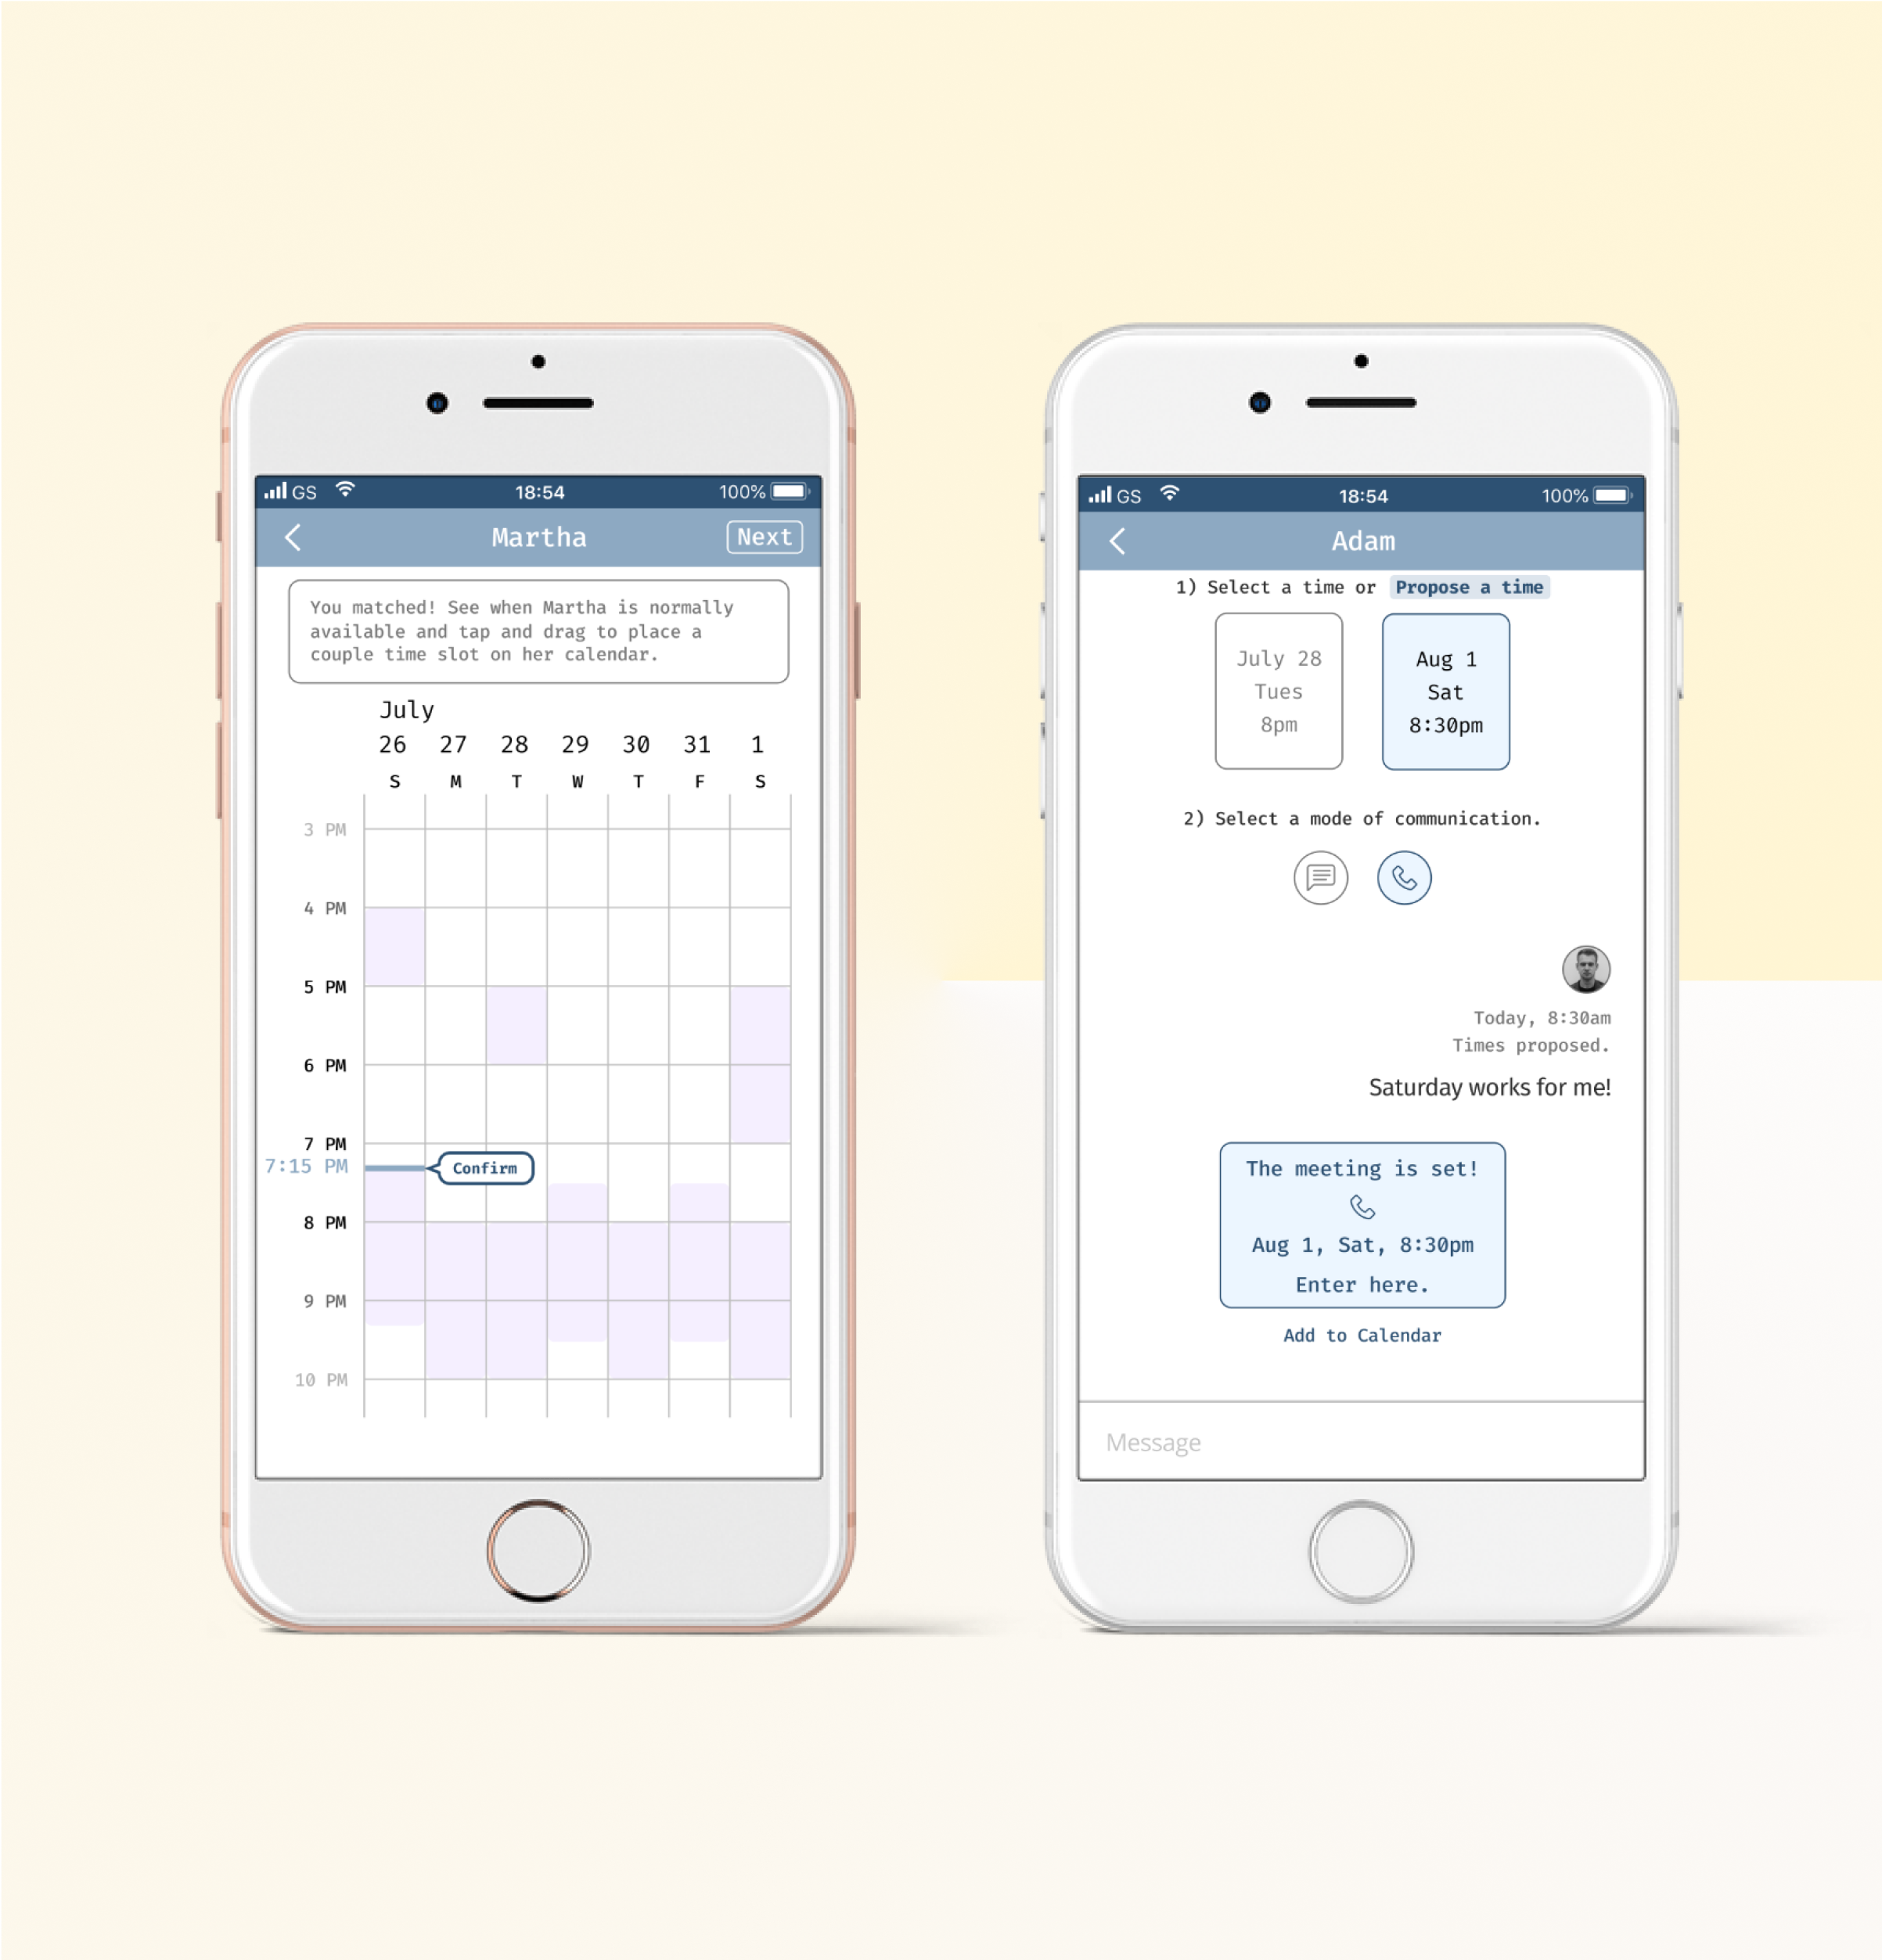 GS 18:54 100%
Martha Next
You matched! See when Martha is normally
available and tap and drag to place a
couple time slot on her calendar.
July
26 27 28 29 30 31 1
S M T W T F S
3 PM
4 PM
5 PM
6 PM
7 PM
7:15 PM Confirm
8 PM
9 PM
10 PM
GS 18:54 100%
Adam
1) Select a time or Propose a time
July 28
Tues
8pm
Aug 1
Sat
8:30pm
2) Select a mode of communication.
Today, 8:30am
Times proposed.
Saturday works for me!
The meeting is set!
Aug 1, Sat, 8:30pm
Enter here.
Add to Calendar
Message